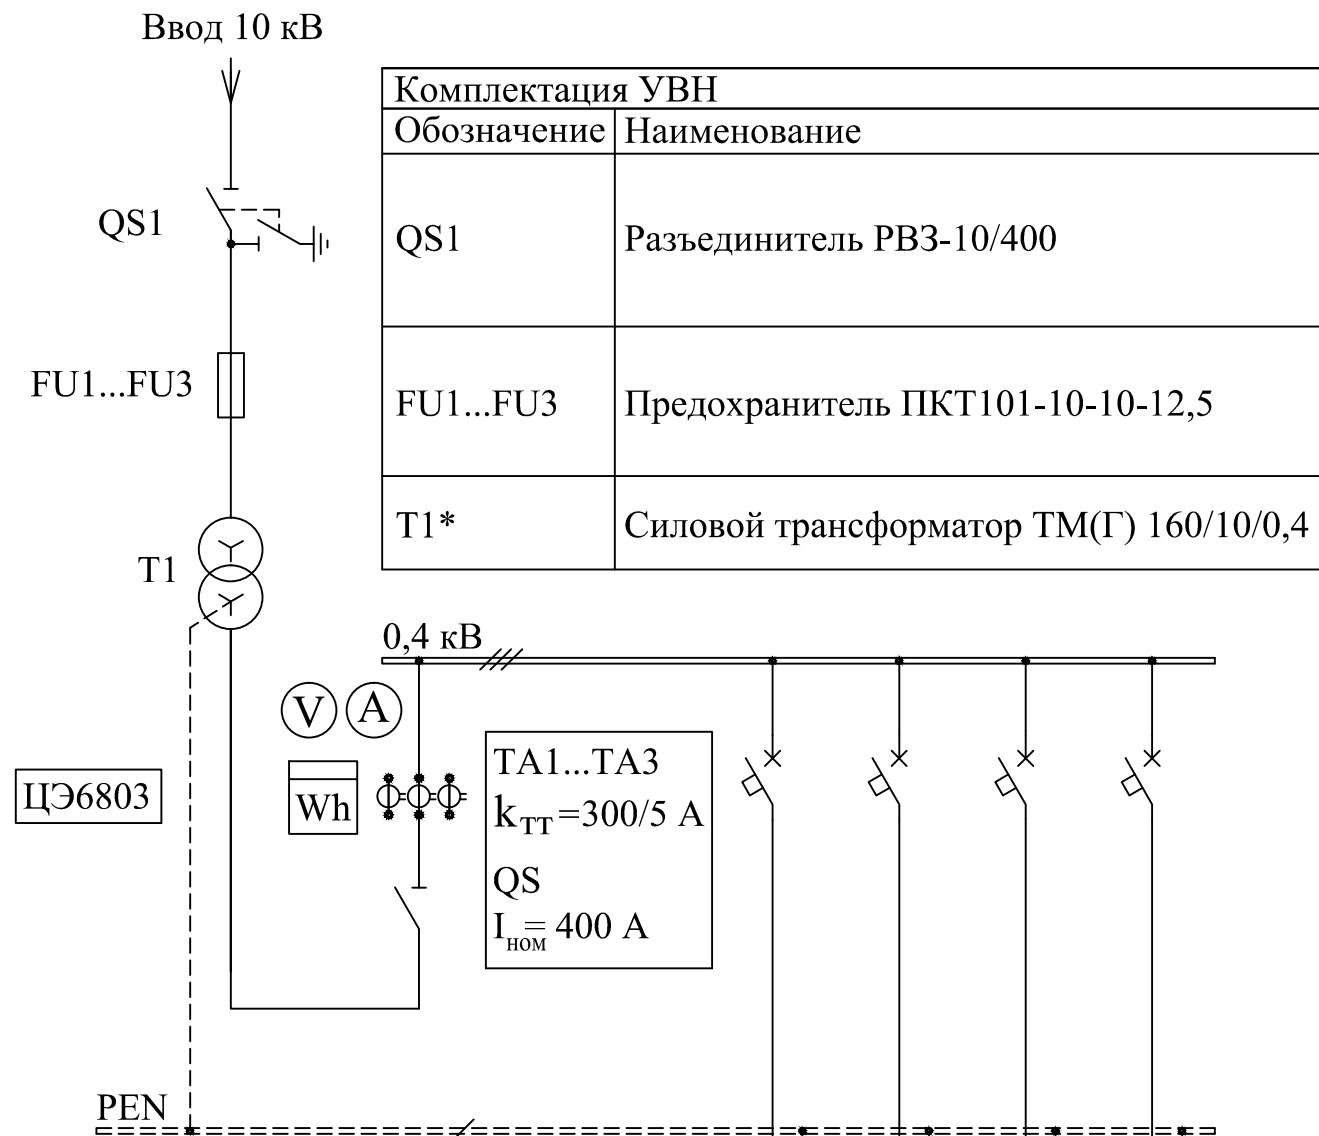 Ввод 10 кВ
Комплектация УВН
Обозначение Наименование
QS1
QS1 Разъединитель РВЗ-10/400
FU1...FU3
FU1...FU3 Предохранитель ПКТ101-10-10-12,5
T1
T1* Силовой трансформатор ТМ(Г) 160/10/0,4
0,4 кВ
V A
ЦЭ6803
Wh
TA1...TA3
kТТ=300/5 А
QS
Iном= 400 А
PEN